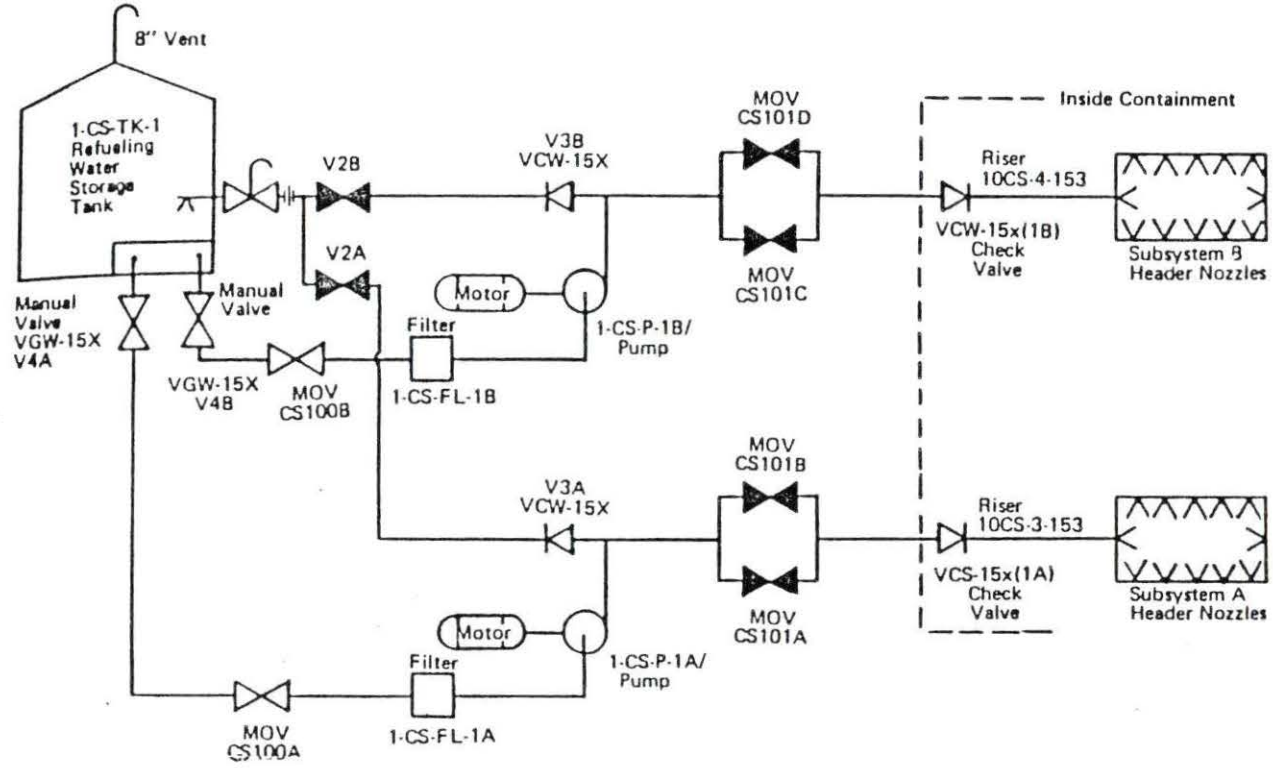 8" Vent
1-CS-TK-1
Refueling
Water
Storage
Tank
V2B
V3B
VCW-15X
MOV
CS101D
Inside Containment
Riser
10CS-4-153
V2A
MOV
CS101C
VCW-15x(1B)
Check
Valve
Subsystem B
Header Nozzles
Manual
Valve
VGW-15X
V4A
Manual
Valve
Motor
1-CS-P-1B/
Pump
Filter
VGW-15X
V4B
MOV
CS100B
1-CS-FL-1B
MOV
CS101B
V3A
VCW-15X
Riser
10CS-3-153
VCS-15x(1A)
Check
Valve
Subsystem A
Header Nozzles
MOV
CS101A
Motor
1-CS-P-1A/
Pump
Filter
MOV
CS100A
1-CS-FL-1A